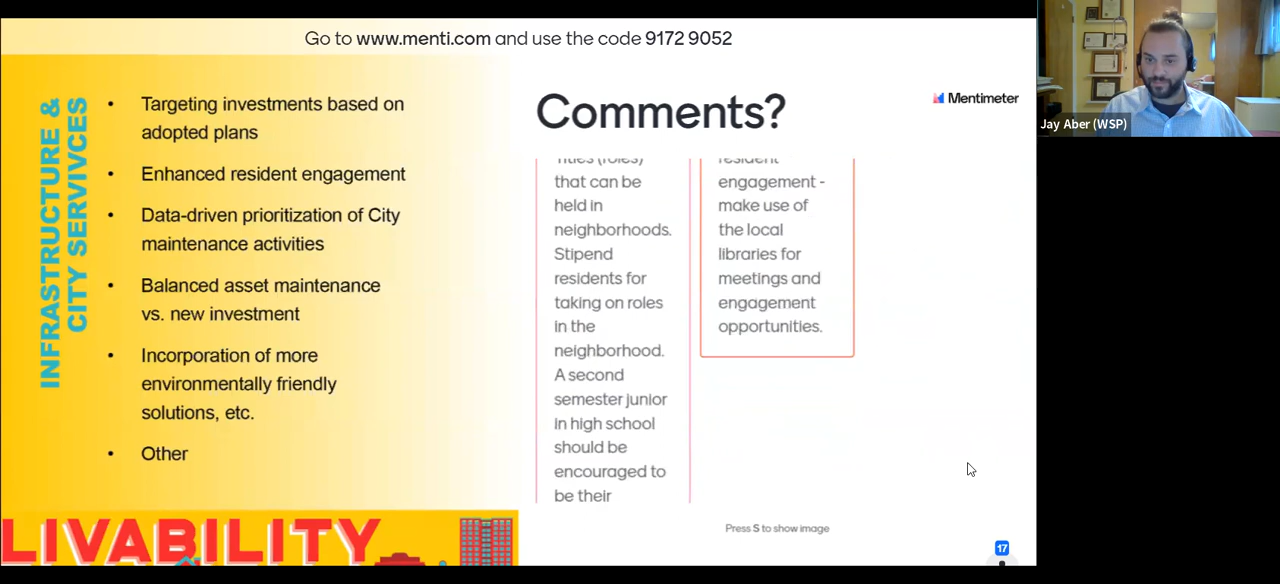 Go to www.menti.com and use the code 9172 9052
Jay Aber (WSP)
INFRASTRUCTURE &
CITY SERVIVCES
• Targeting investments based on
adopted plans
• Enhanced resident engagement
• Data-driven prioritization of City
maintenance activities
• Balanced asset maintenance
vs. new investment
• Incorporation of more
environmentally friendly
solutions, etc.
• Other
LIVABILITY
Comments?
Mentimeter
Titles (roles)
that can be
held in
neighborhoods.
Stipend
residents for
taking on roles
in the
neighborhood.
A second
semester junior
in high school
should be
encouraged to
be their
resident
engagement -
make use of
the local
libraries for
meetings and
engagement
opportunities.
Press S to show image
17